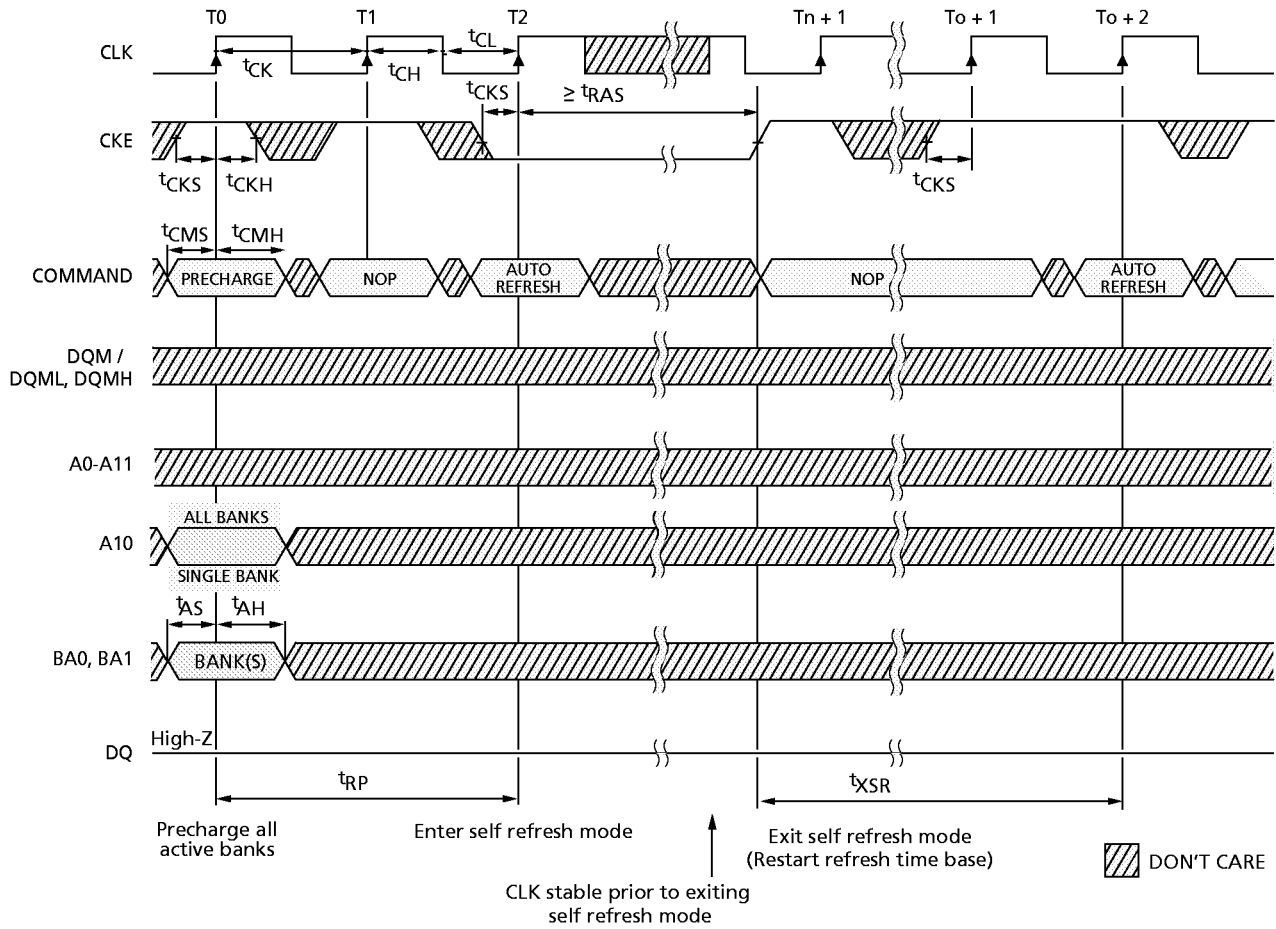 T0 T1 T2 Tn + 1 To + 1 To + 2
CLK
tCK tCH tCL
tCKS ≥ tRAS
CKE
tCKS tCKH tCKS
tCMS tCMH
COMMAND PRECHARGE NOP AUTO REFRESH NOP AUTO REFRESH
DQM /
DQML, DQMH
A0-A11
ALL BANKS
A10
SINGLE BANK
tAS tAH
BA0, BA1 BANK(S)
High-Z
DQ
tRP tXSR
Precharge all
active banks
Enter self refresh mode
Exit self refresh mode
(Restart refresh time base)
DON'T CARE
CLK stable prior to exiting
self refresh mode